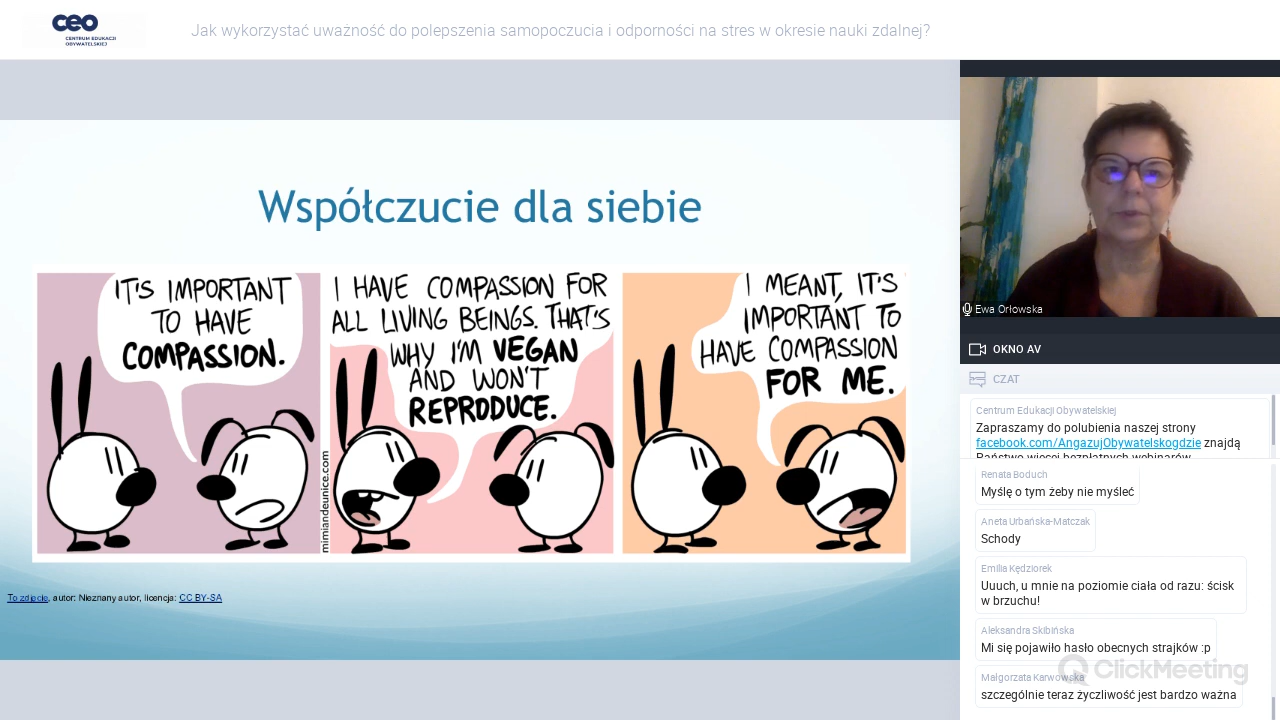 ceo
CENTRUM EDUKACJI
OBYWATELSKIEJ
Jak wykorzystać uważność do polepszenia samopoczucia i odporności na stres w okresie nauki zdalnej?
Współczucie dla siebie
IT'S IMPORTANT
TO HAVE
COMPASSION.
I HAVE COMPASSION FOR
ALL LIVING BEINGS. THAT'S
WHY I'M VEGAN
AND WON'T
REPRODUCE.
I MEANT, IT'S
IMPORTANT TO
HAVE COMPASSION
FOR ME.
mimiandeunice.com
To zdjęcie, autor: Nieznany autor, licencja: CC BY-SA
Ewa Orłowska
OKNO AV
CZAT
Centrum Edukacji Obywatelskiej
Zapraszamy do polubienia naszej strony
facebook.com/AngazujObywatelskogdzie znajdą
Państwo więcej bezpłatnych webinarów
Renata Boduch
Myślę o tym żeby nie myśleć
Aneta Urbańska-Matczak
Schody
Emilia Kędziorek
Uuuch, u mnie na poziomie ciała od razu: ścisk
w brzuchu!
Aleksandra Skibińska
Mi się pojawiło hasło obecnych strajków :p
Małgorzata Karwowska
szczególnie teraz życzliwość jest bardzo ważna
ClickMeeting